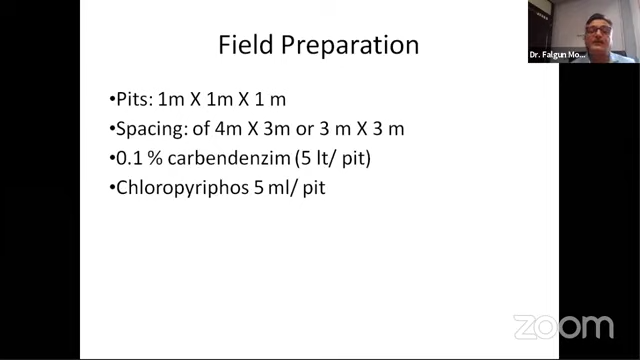 Dr. Falgun Mo...
Field Preparation
•Pits: 1m X 1m X 1 m
•Spacing: of 4m X 3m or 3 m X 3 m
•0.1 % carbendenzim (5 lt/ pit)
•Chloropyriphos 5 ml/ pit
zoom